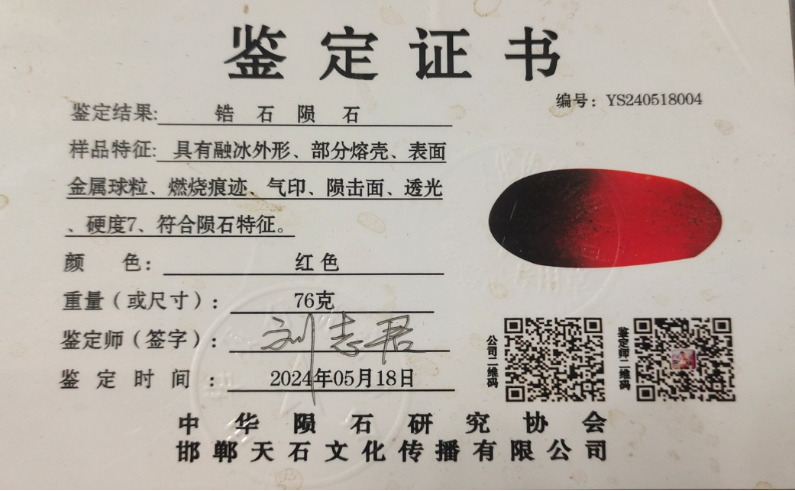 鉴定证书
编号：YS240518004
鉴定结果：锆石陨石
样品特征：具有融冰外形、部分熔壳、表面
金属球粒、燃烧痕迹、气印、陨击面、透光
、硬度7、符合陨石特征。
颜 色：红色
重量（或尺寸）：76克
鉴定师（签字）：刘志君
鉴定时间：2024年05月18日
公司二维码
鉴定师二维码
中华陨石研究协会
邯郸天石文化传播有限公司